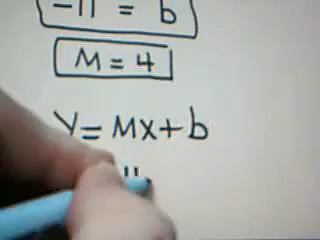 -11 = b
M = 4
y = Mx + b